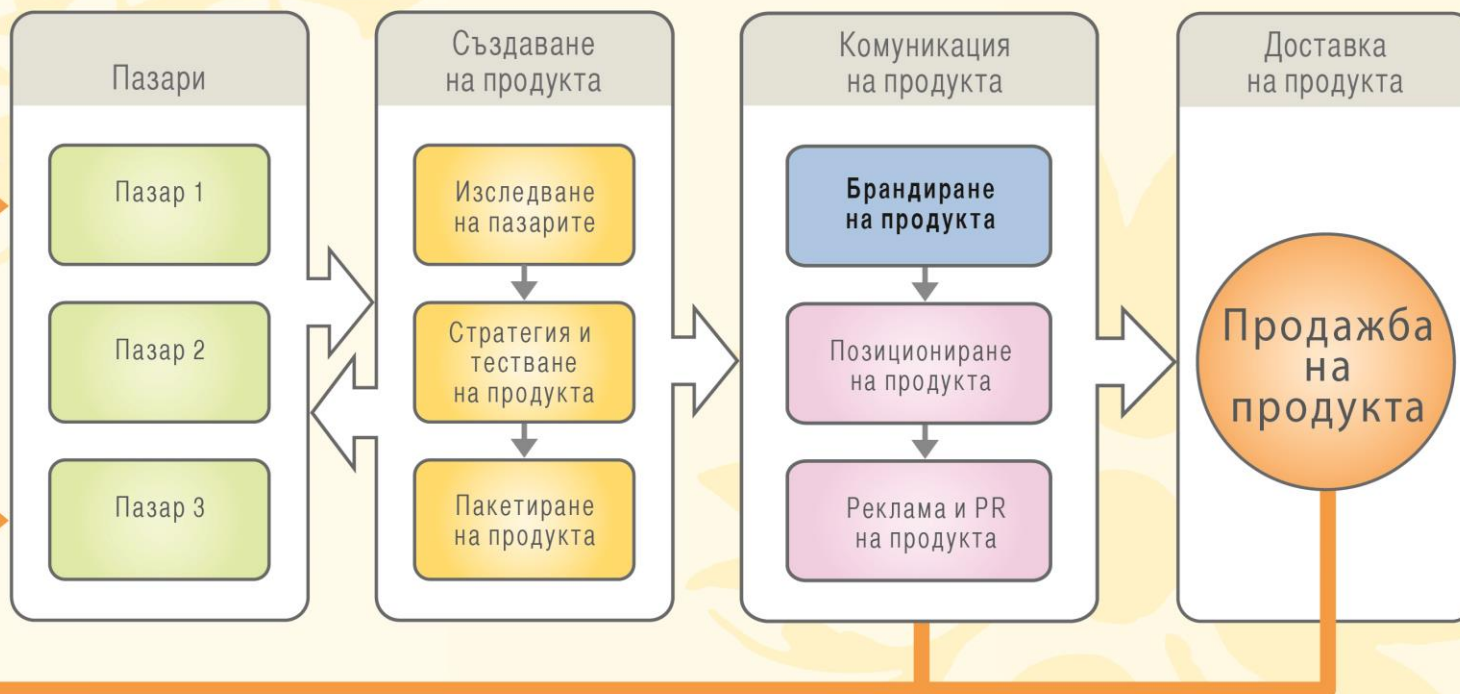 Пазари
Пазар 1
Пазар 2
Пазар 3
Създаване
на продукта
Изследване
на пазарите
Стратегия и
тестване
на продукта
Пакетиране
на продукта
Комуникация
на продукта
Брандиране
на продукта
Позициониране
на продукта
Реклама и PR
на продукта
Доставка
на продукта
Продажба
на
продукта